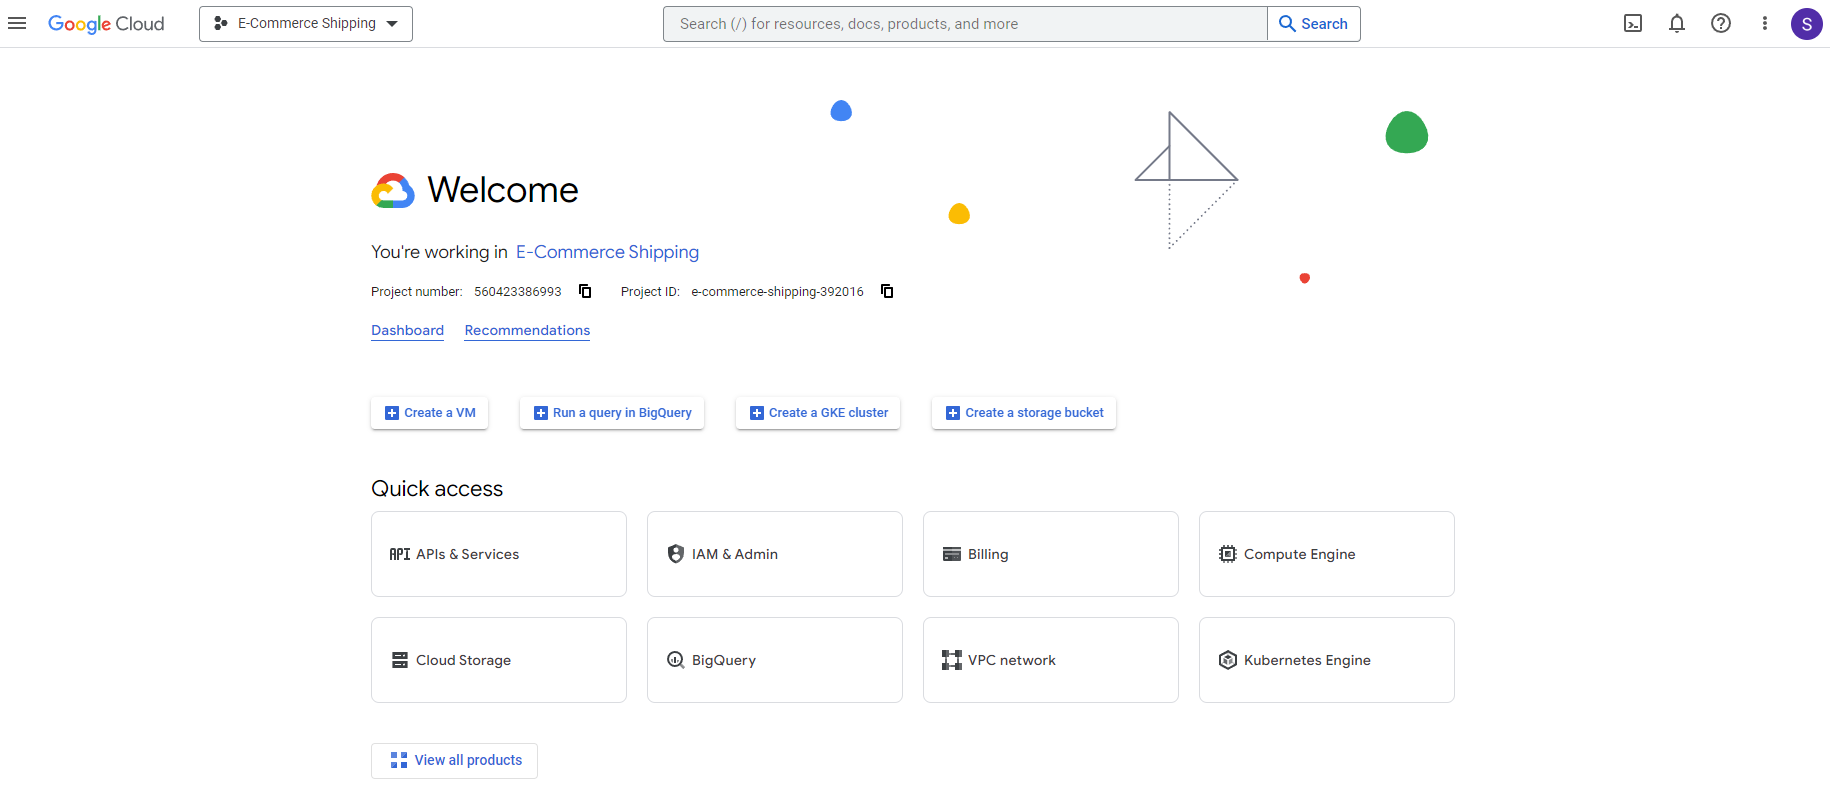 Google Cloud
E-Commerce Shipping
Search (/) for resources, docs, products, and more
Search
S
Welcome
You're working in E-Commerce Shipping
Project number: 560423386993 Project ID: e-commerce-shipping-392016
Dashboard Recommendations
Create a VM Run a query in BigQuery Create a GKE cluster Create a storage bucket
Quick access
API APIs & Services IAM & Admin Billing Compute Engine
Cloud Storage BigQuery VPC network Kubernetes Engine
View all products